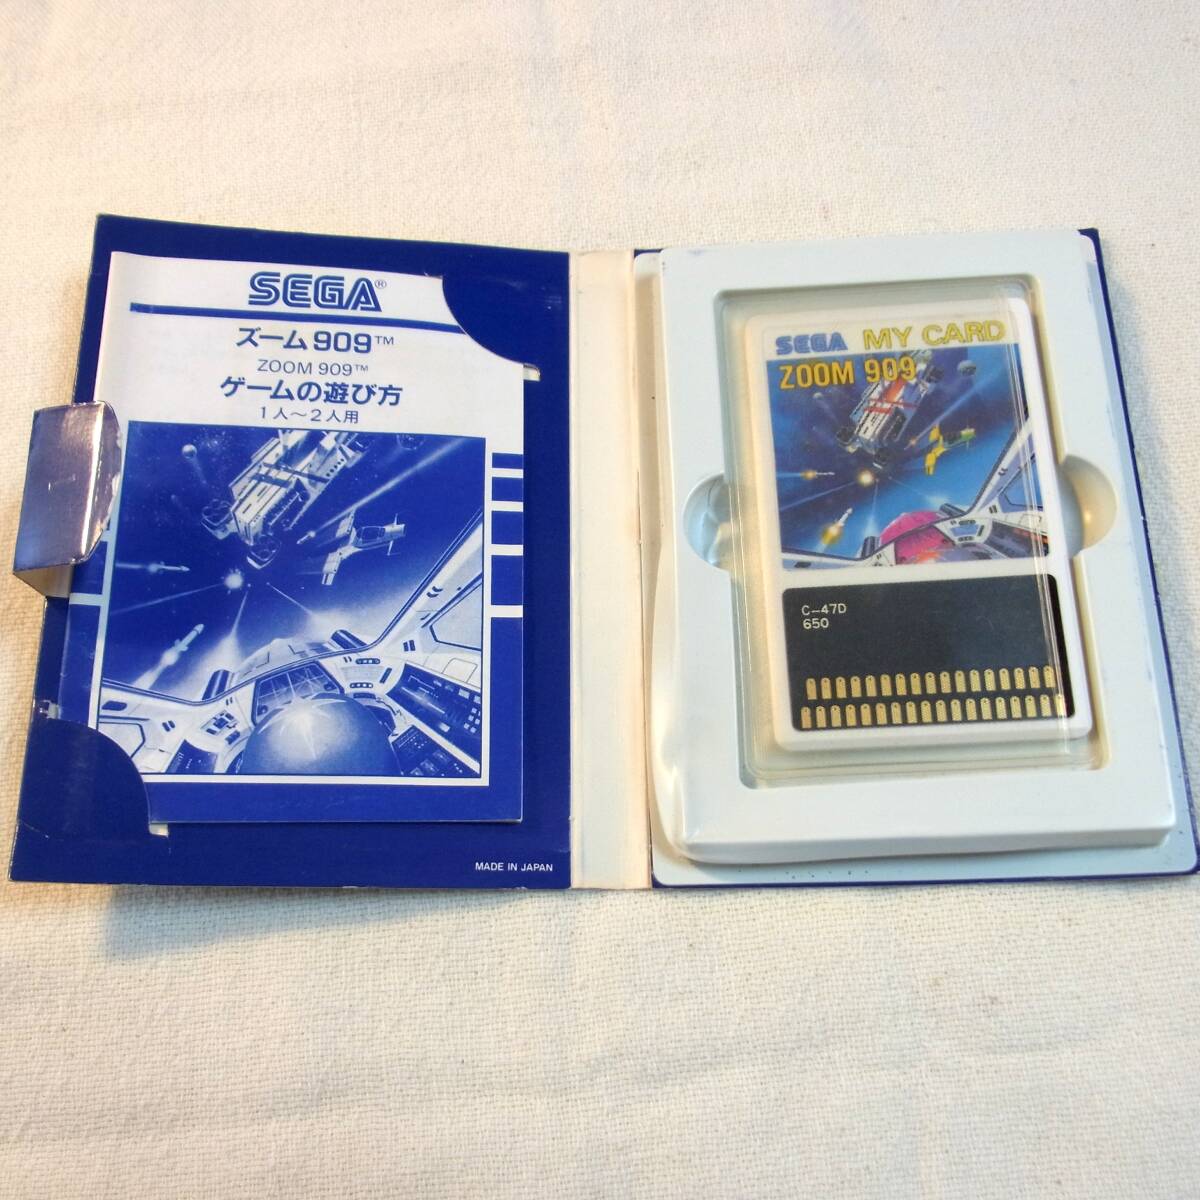 SEGA®
ズーム909™
ZOOM 909™
ゲームの遊び方
1人～2人用
MADE IN JAPAN
SEGA MY CARD
ZOOM 909
C-47D
650